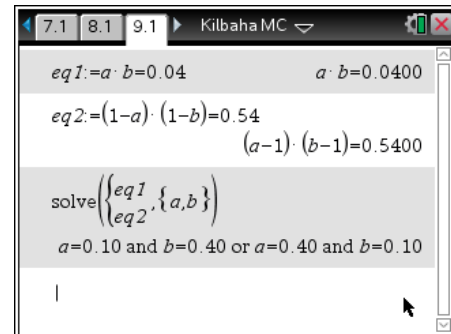 7.1 8.1 9.1 Kilbaha MC
eq1:=a·b=0.04 a·b=0.0400
eq2:=(1−a)·(1−b)=0.54
(a−1)·(b−1)=0.5400
solve({eq1
eq2,{a,b})
a=0.10 and b=0.40 or a=0.40 and b=0.10